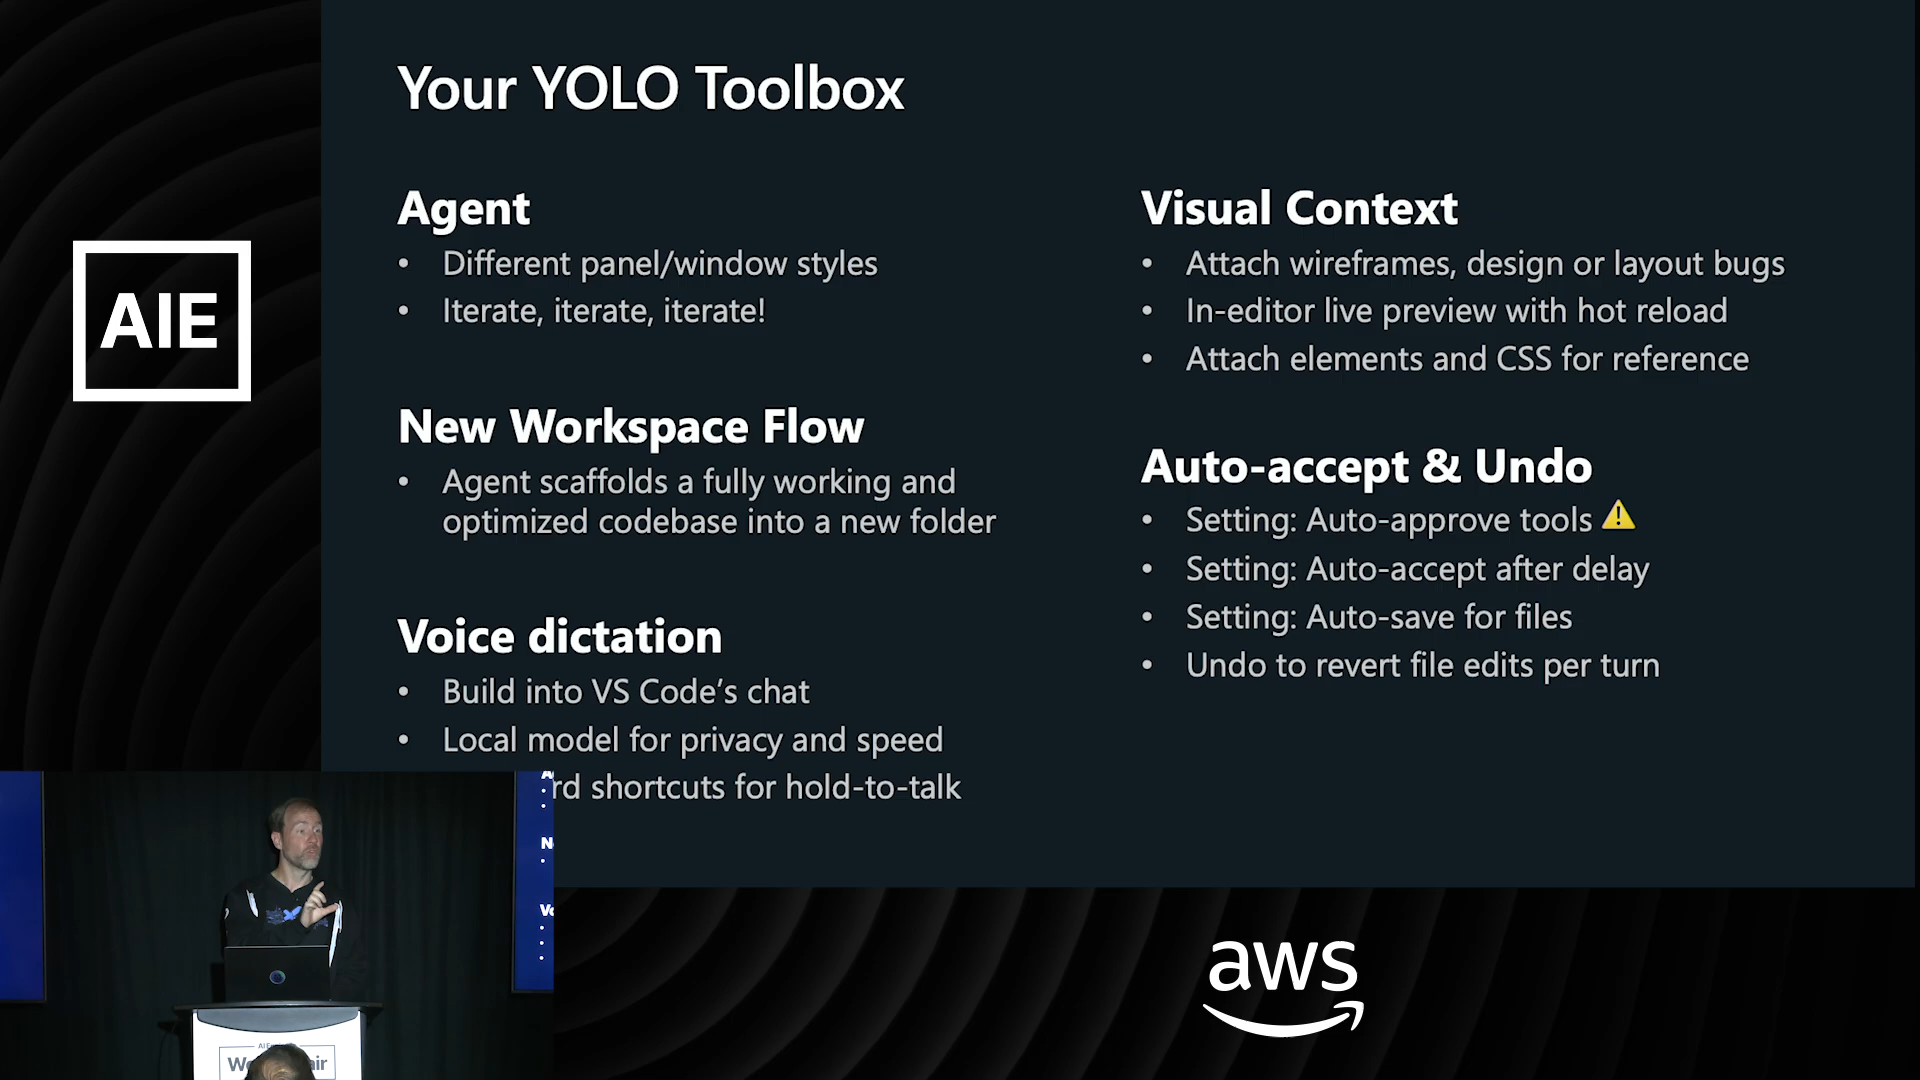 Your YOLO Toolbox
Agent
• Different panel/window styles
• Iterate, iterate, iterate!
New Workspace Flow
• Agent scaffolds a fully working and
optimized codebase into a new folder
Voice dictation
• Build into VS Code’s chat
• Local model for privacy and speed
shortcuts for hold-to-talk
Visual Context
• Attach wireframes, design or layout bugs
• In-editor live preview with hot reload
• Attach elements and CSS for reference
Auto-accept & Undo
• Setting: Auto-approve tools ⚠
• Setting: Auto-accept after delay
• Setting: Auto-save for files
• Undo to revert file edits per turn
AIE
aws